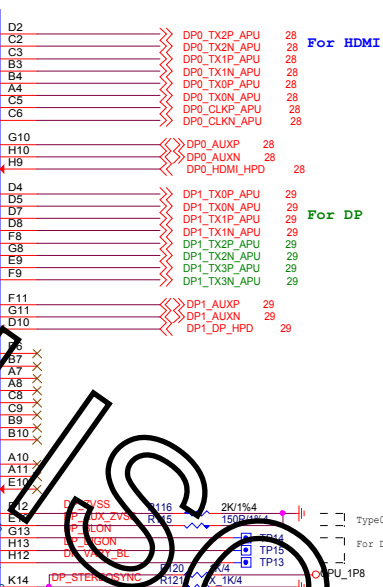 D2 DP0_TX2P_APU 28
C2 DP0_TX2N_APU 28 For HDMI
C3 DP0_TX1P_APU 28
B3 DP0_TX1N_APU 28
B4 DP0_TX0P_APU 28
A4 DP0_TX0N_APU 28
C5 DP0_CLKP_APU 28
C6 DP0_CLKN_APU 28
G10 DP0_AUXP 28
H10 DP0_AUXN 28
H9 DP0_HDMI_HPD 28
D4 DP1_TX0P_APU 29
D5 DP1_TX0N_APU 29
D7 DP1_TX1P_APU 29 For DP
D8 DP1_TX1N_APU 29
F8 DP1_TX2P_APU 29
G8 DP1_TX2N_APU 29
E9 DP1_TX3P_APU 29
F9 DP1_TX3N_APU 29
F11 DP1_AUXP 29
G11 DP1_AUXN 29
D10 DP1_DP_HPD 29
B7
A7
A8
C8
C9
B9
B10
A10
A11
E10
2K/1%4
150R/1%4
G13 TP14
H13 TP15 For D
H12 TP13
K14 DP_STEREOSYNC R121